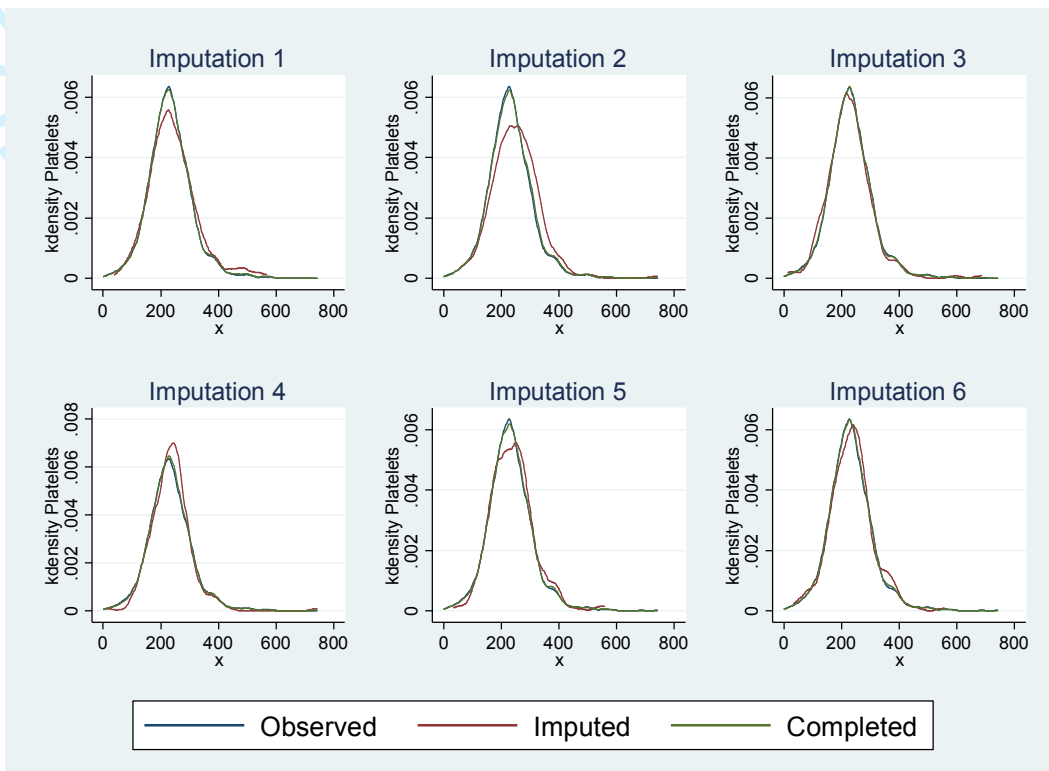 Imputation 1
kdensity Platelets
0 .002 .004 .006
0 200 400 600 800
x
Imputation 2
kdensity Platelets
0 .002 .004 .006
0 200 400 600 800
x
Imputation 3
kdensity Platelets
0 .002 .004 .006
0 200 400 600 800
x
Imputation 4
kdensity Platelets
0 .002 .004 .006 .008
0 200 400 600 800
x
Imputation 5
kdensity Platelets
0 .002 .004 .006
0 200 400 600 800
x
Imputation 6
kdensity Platelets
0 .002 .004 .006
0 200 400 600 800
x
Observed Imputed Completed